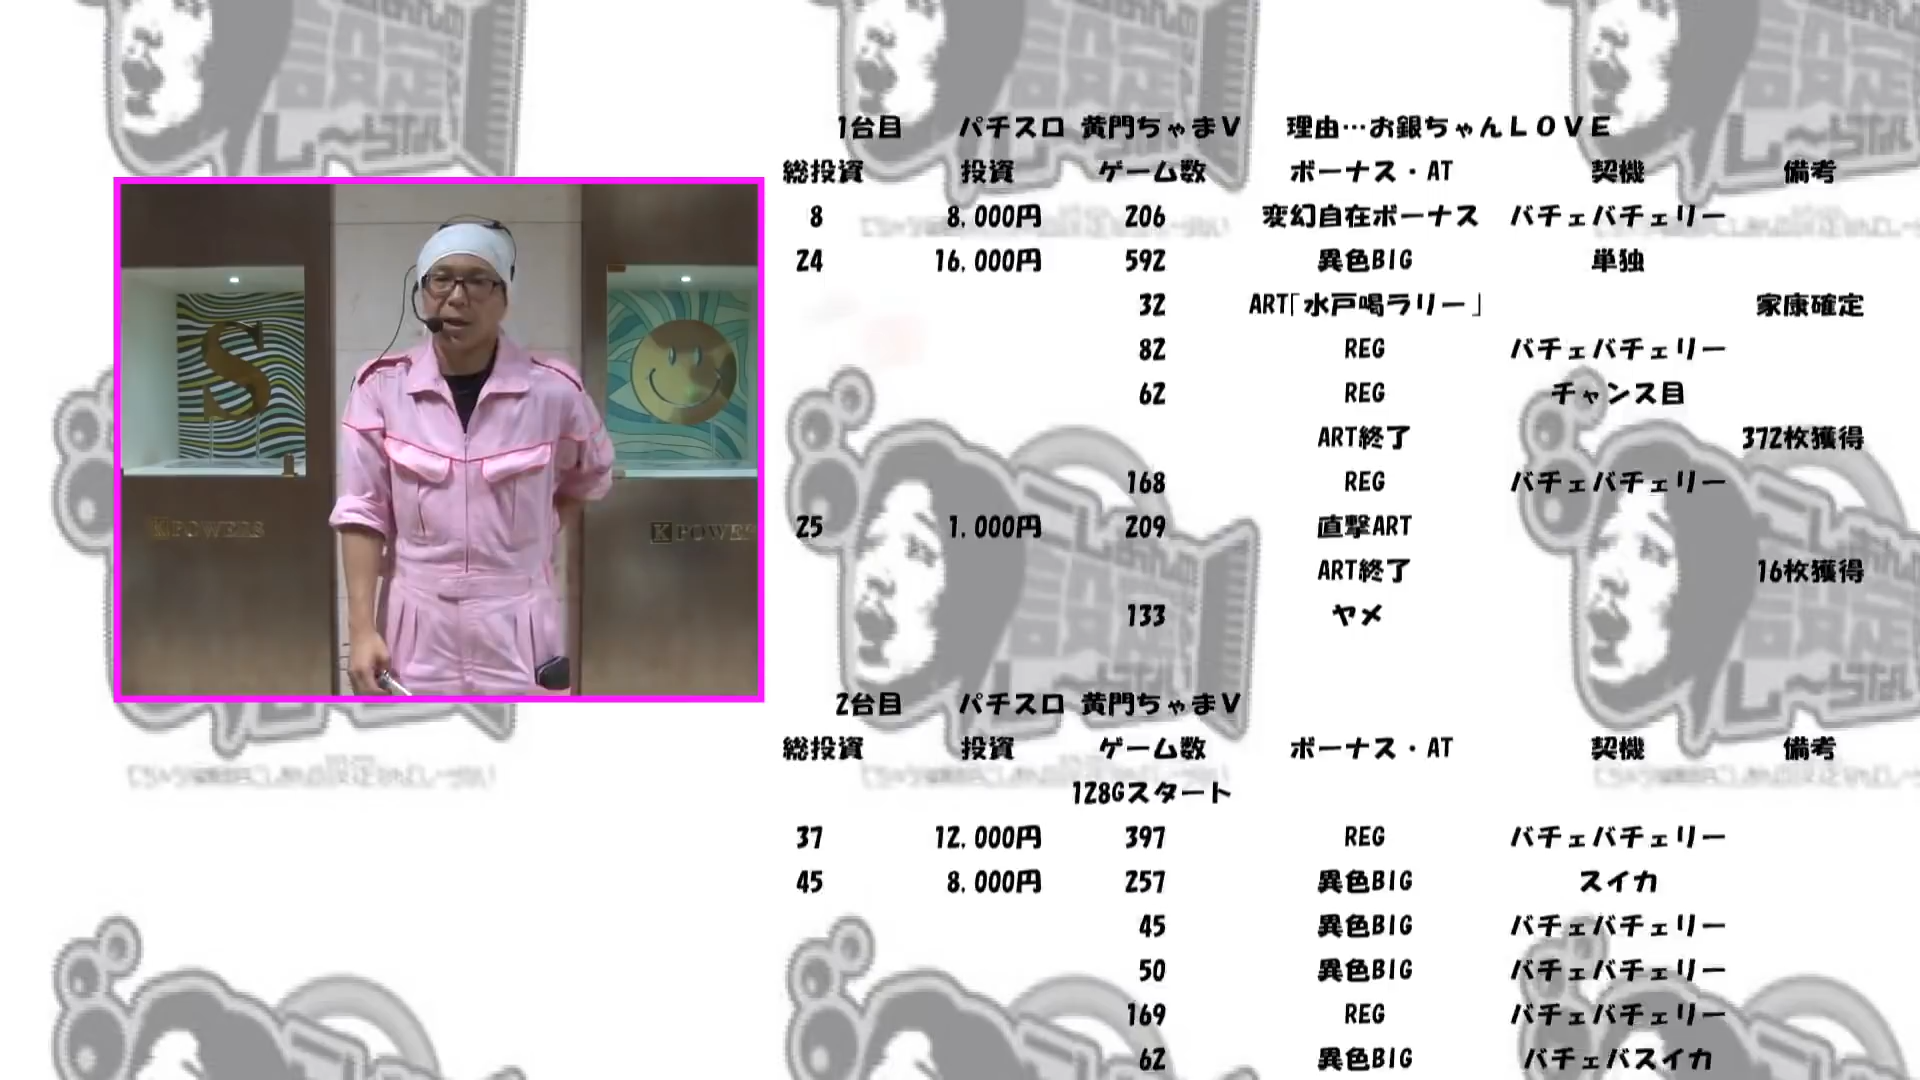 1台目 パチスロ 黄門ちゃまV 理由…お銀ちゃんLOVE
総投資 投資 ゲーム数 ボーナス・AT 契機 備考
8 8,000円 206 変幻自在ボーナス バチェバチェリー
24 16,000円 592 異色BIG 単独
32 ART「水戸喝ラリー」 家康確定
82 REG バチェバチェリー
62 REG チャンス目
ART終了 372枚獲得
168 REG バチェバチェリー
25 1,000円 209 直撃ART
ART終了 16枚獲得
133 ヤメ
2台目 パチスロ 黄門ちゃまV
総投資 投資 ゲーム数 ボーナス・AT 契機 備考
128Gスタート
37 12,000円 397 REG バチェバチェリー
45 8,000円 257 異色BIG スイカ
45 異色BIG バチェバチェリー
50 異色BIG バチェバチェリー
169 REG バチェバチェリー
62 異色BIG バチェバスイカ
S
K POWERS
K POWE